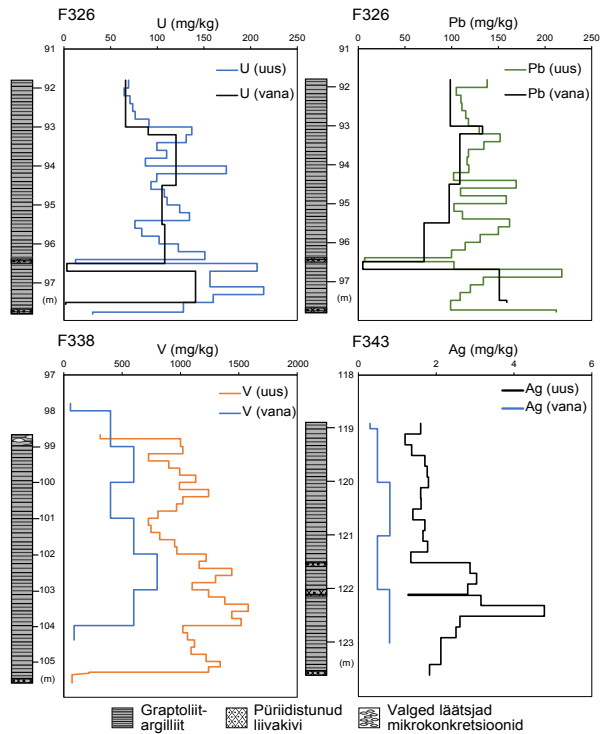 F326
U (mg/kg)
0 50 100 150 200 250
91
92
93
94
95
96
97
(m)
U (uus)
U (vana)
F326
Pb (mg/kg)
0 50 100 150 200 250
91
92
93
94
95
96
97
(m)
Pb (uus)
Pb (vana)
F338
V (mg/kg)
0 500 1000 1500 2000
97
98
99
100
101
102
103
104
105
(m)
V (uus)
V (vana)
F343
Ag (mg/kg)
0 2 4 6
118
119
120
121
122
123
(m)
Ag (uus)
Ag (vana)
Graptoliit-
argilliit
Püriidistunud
liivakivi
Valged läätsjad
mikrokonkretsioonid